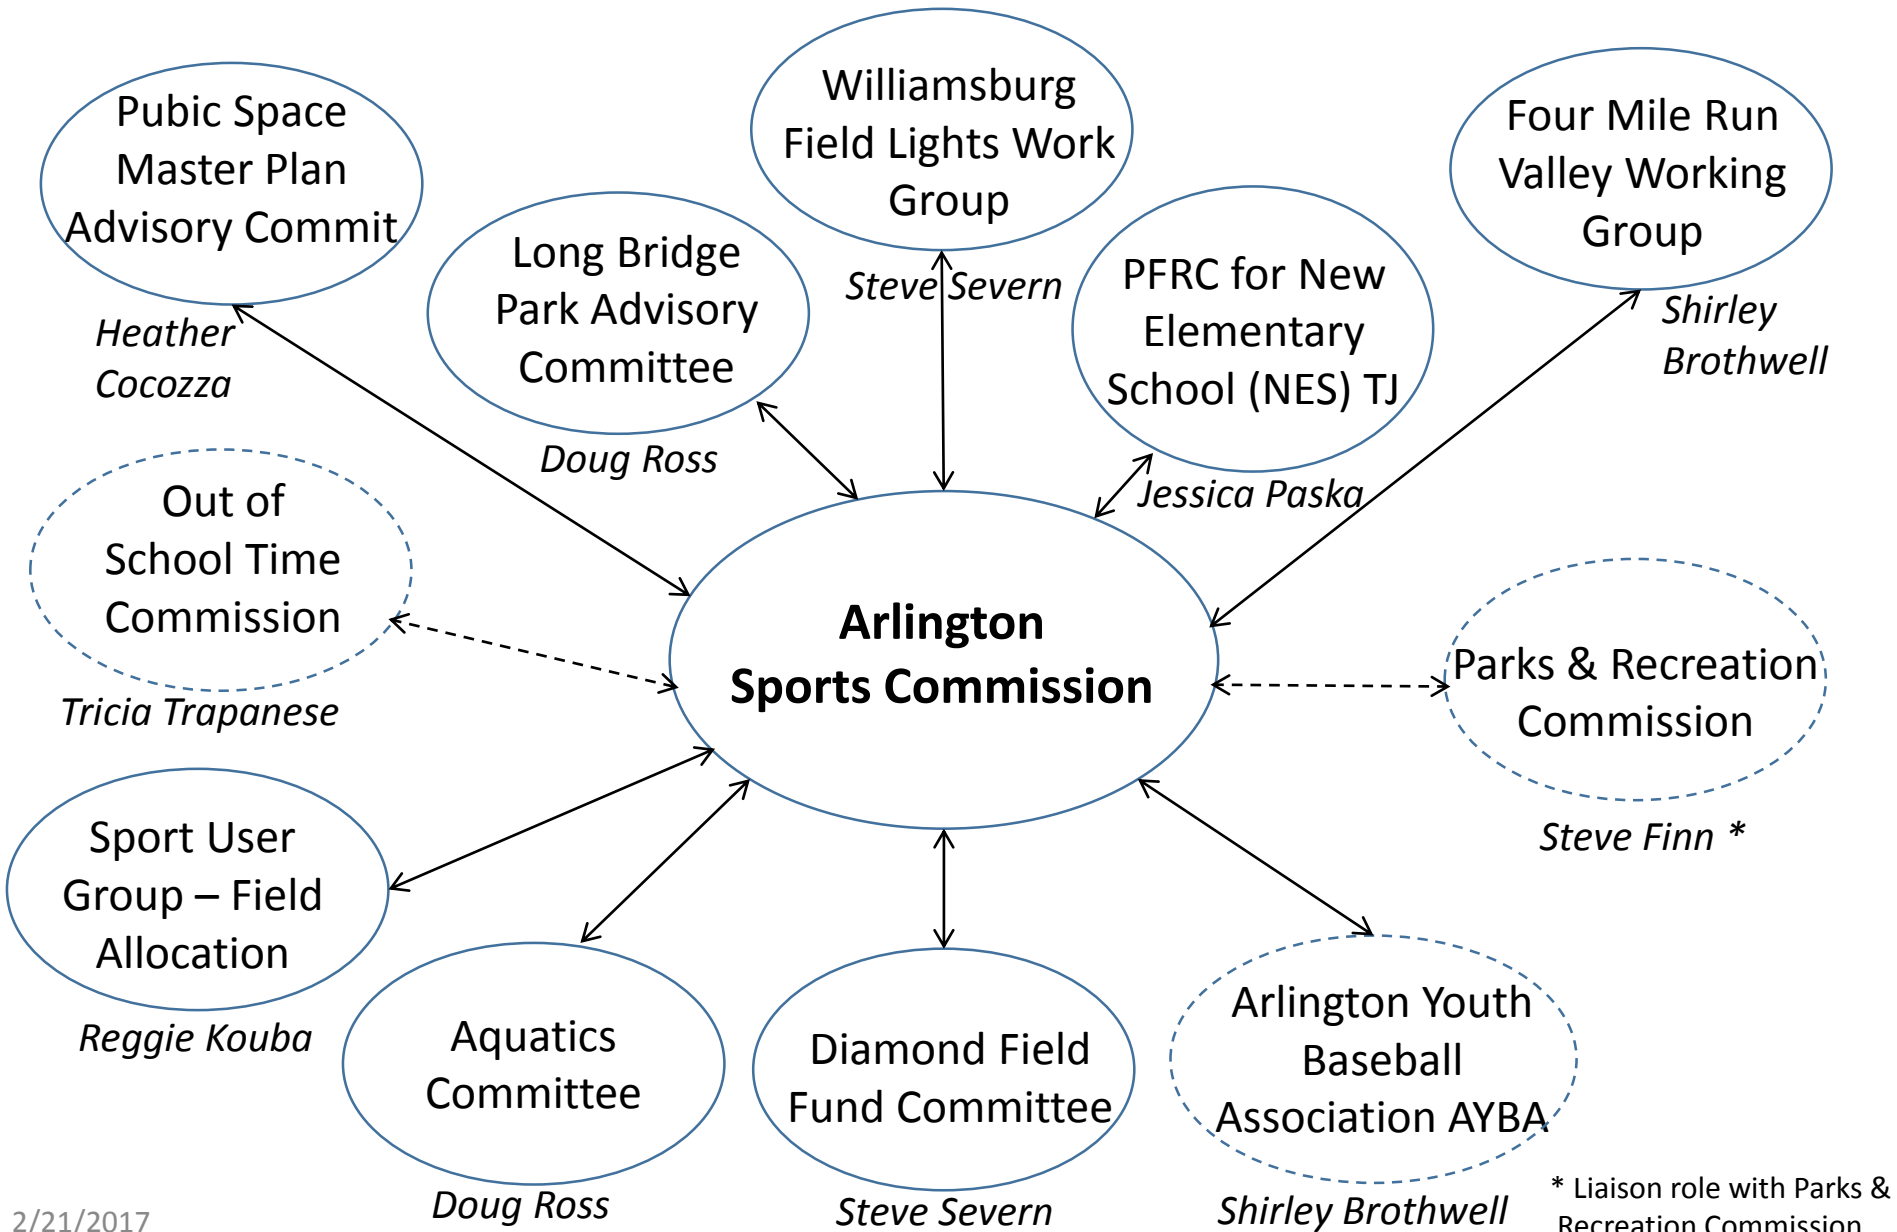 Pubic Space
Master Plan
Advisory Commit
Heather
Cocozza
Long Bridge
Park Advisory
Committee
Doug Ross
Williamsburg
Field Lights Work
Group
Steve Severn
PFRC for New
Elementary
School (NES) TJ
Jessica Paska
Four Mile Run
Valley Working
Group
Shirley
Brothwell
Out of
School Time
Commission
Tricia Trapanese
Arlington
Sports Commission
Parks & Recreation
Commission
Steve Finn *
Sport User
Group – Field
Allocation
Reggie Kouba
Aquatics
Committee
Doug Ross
Diamond Field
Fund Committee
Steve Severn
Arlington Youth
Baseball
Association AYBA
Shirley Brothwell
* Liaison role with Parks &
Recreation Commission
2/21/2017